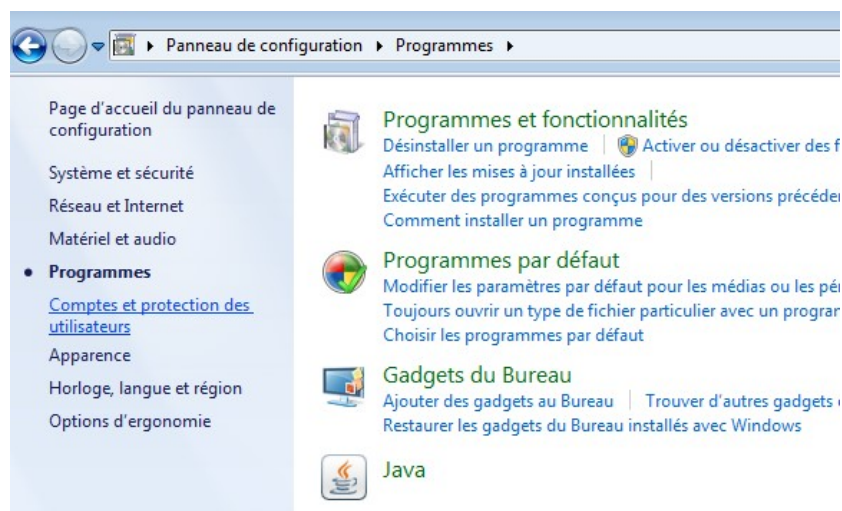 Panneau de configuration ▸ Programmes ▸
Page d'accueil du panneau de
configuration
Système et sécurité
Réseau et Internet
Matériel et audio
Programmes
Comptes et protection des
utilisateurs
Apparence
Horloge, langue et région
Options d'ergonomie
Programmes et fonctionnalités
Désinstaller un programme | Activer ou désactiver des f
Afficher les mises à jour installées
Exécuter des programmes conçus pour des versions précéde
Comment installer un programme
Programmes par défaut
Modifier les paramètres par défaut pour les médias ou les pé
Toujours ouvrir un type de fichier particulier avec un progra
Choisir les programmes par défaut
Gadgets du Bureau
Ajouter des gadgets au Bureau | Trouver d'autres gadgets
Restaurer les gadgets du Bureau installés avec Windows
Java